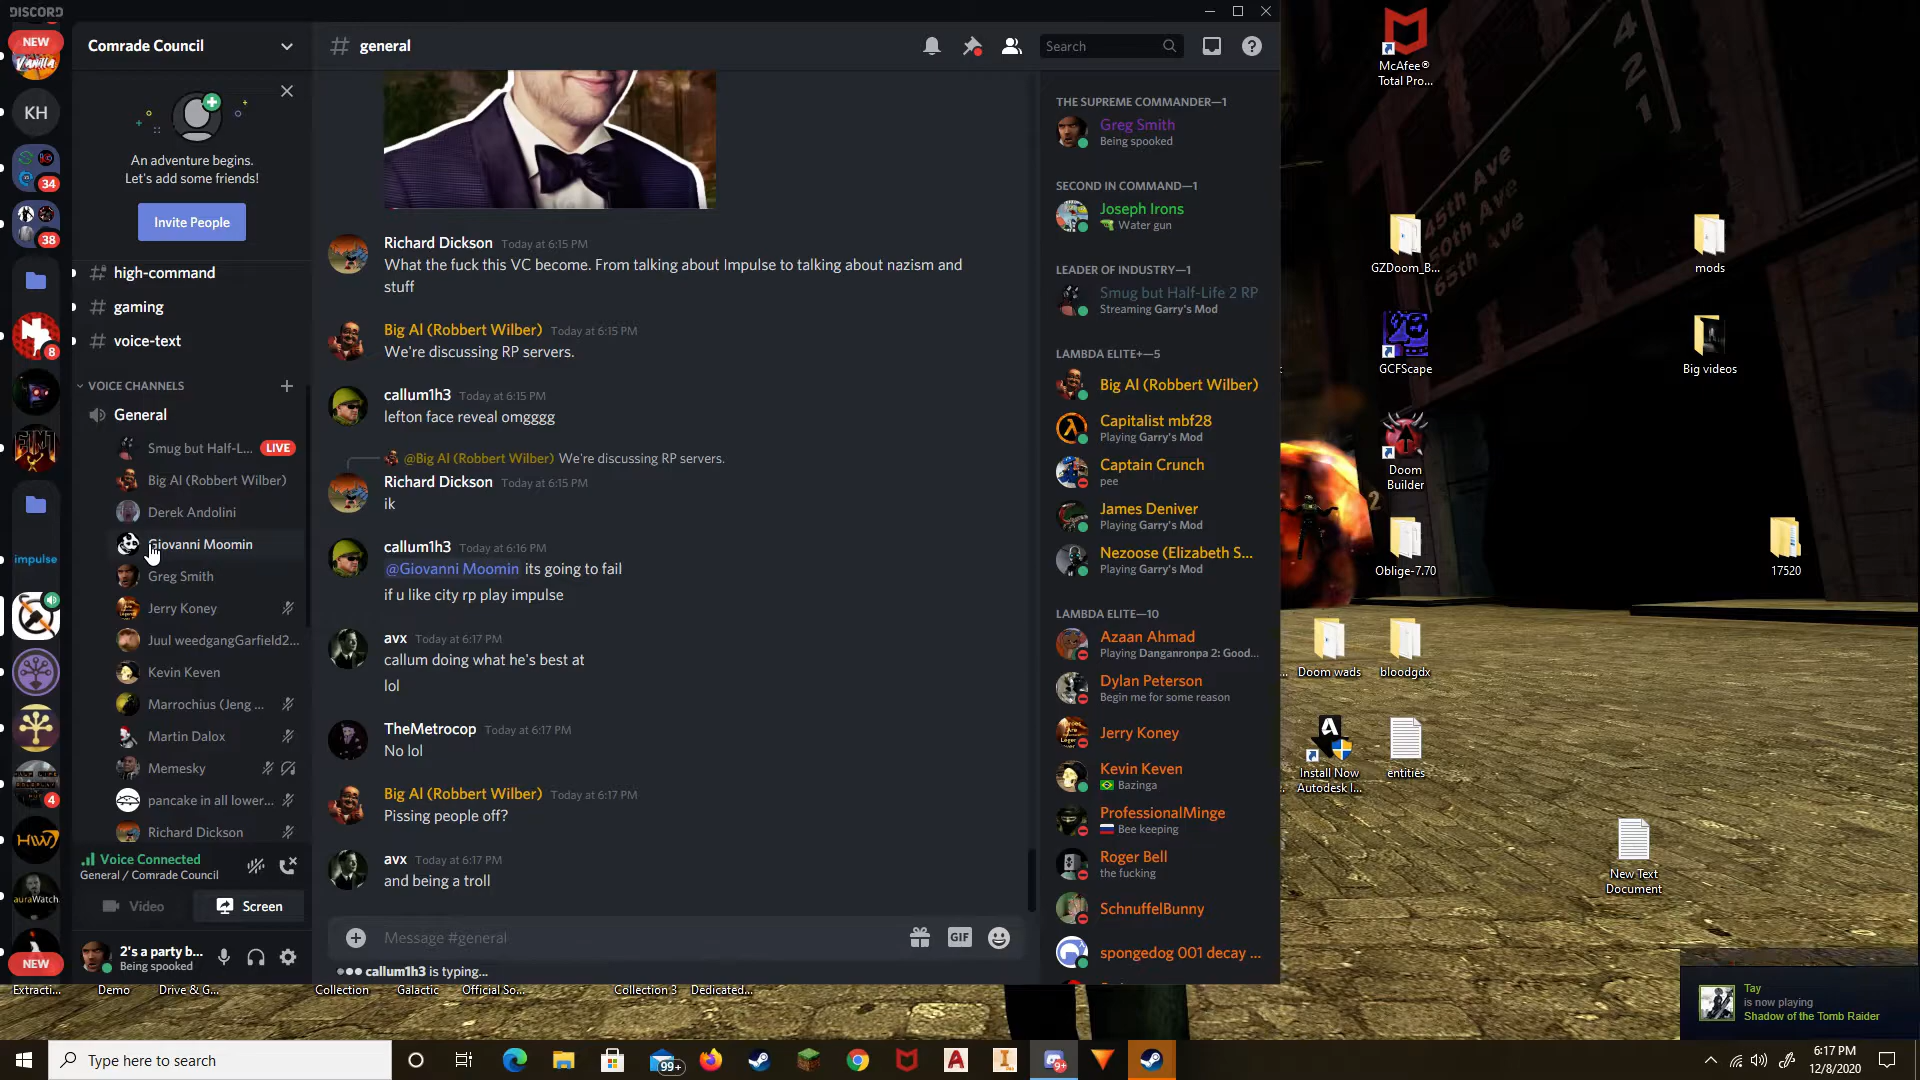 DISCORD
NEW
Vanilla
KH
34
38
8
impulse
4
HW
auraWatch
NEW
Comrade Council
An adventure begins.
Let's add some friends!
Invite People
high-command
gaming
voice-text
VOICE CHANNELS
General
Smug but Half-L... LIVE
Big Al (Robbert Wilber)
Derek Andolini
Giovanni Moomin
Greg Smith
Jerry Koney
Juul weedgangGarfield2...
Kevin Keven
Marrochius (Jeng ...
Martin Dalox
Memesky
pancake in all lower...
Richard Dickson
Voice Connected
General / Comrade Council
Video
Screen
2's a party b...
Being spooked
# general
Search
Richard Dickson Today at 6:15 PM
What the fuck this VC become. From talking about Impulse to talking about nazism and
stuff
Big Al (Robbert Wilber) Today at 6:15 PM
We're discussing RP servers.
callum1h3 Today at 6:15 PM
lefton face reveal omgggg
@Big Al (Robbert Wilber) We're discussing RP servers.
Richard Dickson Today at 6:15 PM
ik
callum1h3 Today at 6:16 PM
@Giovanni Moomin its going to fail
if u like city rp play impulse
avx Today at 6:17 PM
callum doing what he's best at
lol
TheMetrocop Today at 6:17 PM
No lol
Big Al (Robbert Wilber) Today at 6:17 PM
Pissing people off?
avx Today at 6:17 PM
and being a troll
Message #general
GIF
callum1h3 is typing...
THE SUPREME COMMANDER—1
Greg Smith
Being spooked
SECOND IN COMMAND—1
Joseph Irons
Water gun
LEADER OF INDUSTRY—1
Smug but Half-Life 2 RP
Streaming Garry's Mod
LAMBDA ELITE+—5
Big Al (Robbert Wilber)
Capitalist mbf28
Playing Garry's Mod
Captain Crunch
pee
James Deniver
Playing Garry's Mod
Nezoose (Elizabeth S...
Playing Garry's Mod
LAMBDA ELITE—10
Azaan Ahmad
Playing Danganronpa 2: Good...
Dylan Peterson
Begin me for some reason
Jerry Koney
Kevin Keven
Bazinga
ProfessionalMinge
Bee keeping
Roger Bell
the fucking
SchnuffelBunny
spongedog 001 decay ...
McAfee®
Total Pro...
4
2
1
45th Ave
60th Ave
65th Ave
GZDoom_B...
mods
GCFScape
Big videos
Doom
Builder
2
Oblige-7.70
17520
Doom wads
bloodgdx
Install Now
Autodesk I...
entities
New Text
Document
Extracti...
Demo
Drive & G...
Collection
Galactic
Official So...
Collection 3
Dedicated...
Tay
is now playing
Shadow of the Tomb Raider
Type here to search
99+
9+
6:17 PM
12/8/2020